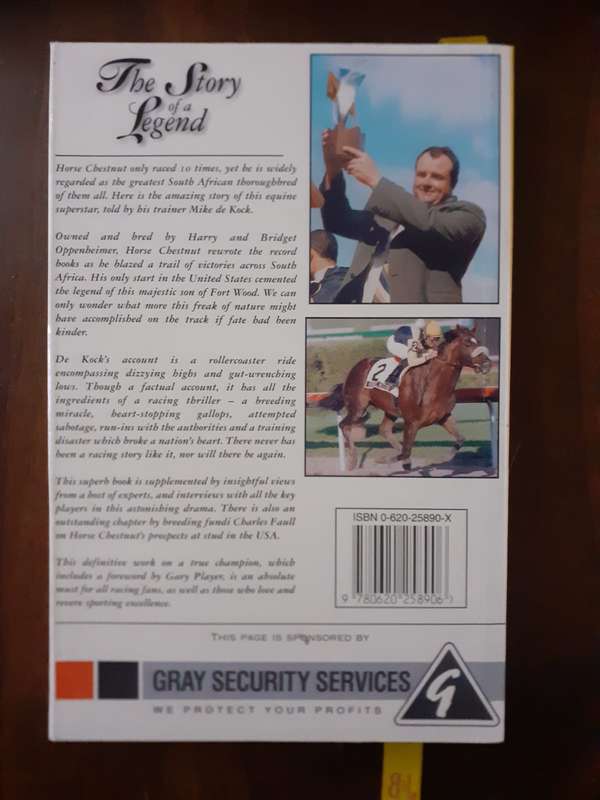 The Story
of a
Legend
Horse Chestnut only raced 10 times, yet he is widely
regarded as the greatest South African thoroughbred
of them all. Here is the amazing story of this equine
superstar, told by his trainer Mike de Kock.
Owned and bred by Harry and Bridget
Oppenheimer, Horse Chestnut rewrote the record
books as he blazed a trail of victories across South
Africa. His only start in the United States cemented
the legend of this majestic son of Fort Wood. We can
only wonder what more this freak of nature might
have accomplished on the track if fate had been
kinder.
De Kock's account is a rollercoaster ride
encompassing dizzying highs and gut-wrenching
lows. Though a factual account, it has all the
ingredients of a racing thriller – a breeding
miracle, heart-stopping gallops, attempted
sabotage, run-ins with the authorities and a training
disaster which broke a nation's heart. There never has
been a racing story like it, nor will there be again.
This superb book is supplemented by insightful views
from a host of experts, and interviews with all the key
players in this astonishing drama. There is also an
outstanding chapter by breeding fundi Charles Faull
on Horse Chestnut's prospects at stud in the USA.
This definitive work on a true champion, which
includes a foreword by Gary Player, is an absolute
must for all racing fans, as well as those who love and
revere sporting excellence.
2
ISBN 0-620-25890-X
9 780620 258906
THIS PAGE IS SPONSORED BY
GRAY SECURITY SERVICES
WE PROTECT YOUR PROFITS
G